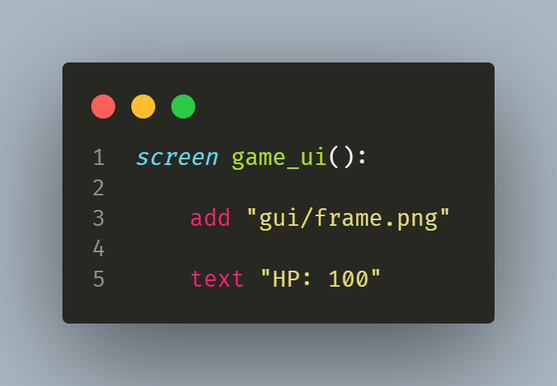 1 screen game_ui():
2
3     add "gui/frame.png"
4
5     text "HP: 100"